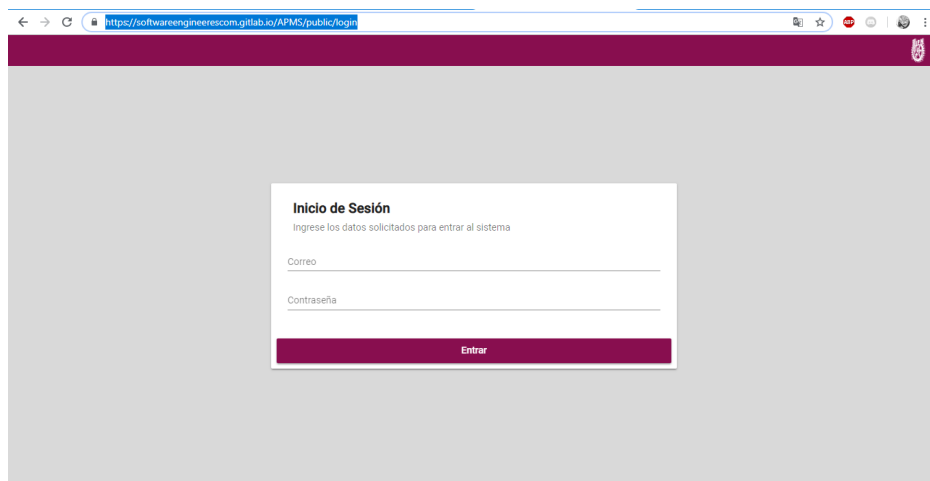 https://softwareengineerescom.gitlab.io/APMS/public/login
ABP
Inicio de Sesión
Ingrese los datos solicitados para entrar al sistema
Correo
Contraseña
Entrar